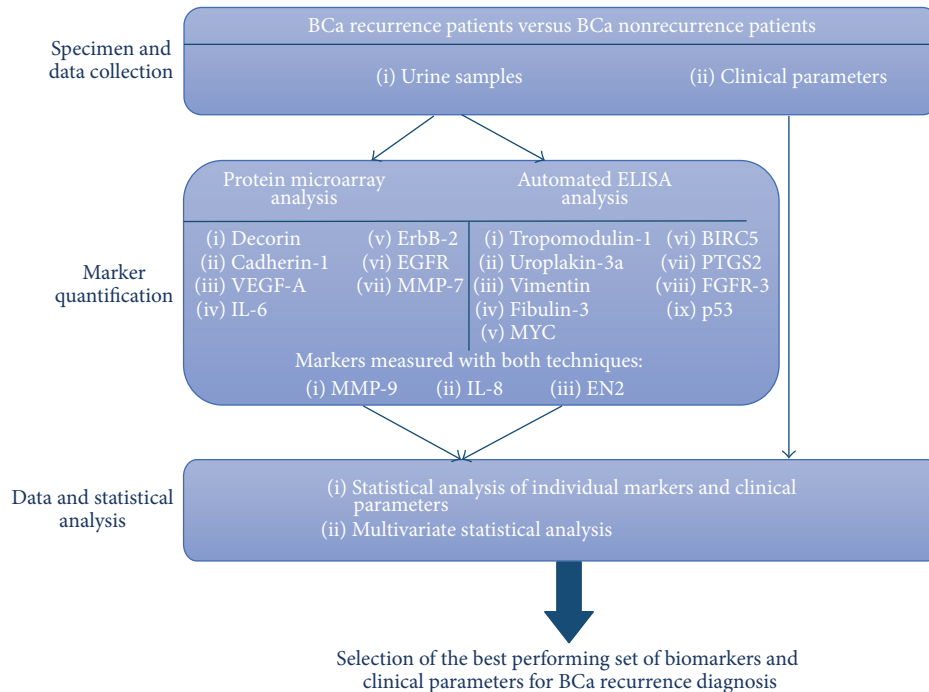 BCa recurrence patients versus BCa nonrecurrence patients
Specimen and
data collection
(i) Urine samples
(ii) Clinical parameters
Protein microarray
analysis
Automated ELISA
analysis
Marker
quantification
(i) Decorin
(ii) Cadherin-1
(iii) VEGF-A
(iv) IL-6
(v) ErbB-2
(vi) EGFR
(vii) MMP-7
(i) Tropomodulin-1
(ii) Uroplakin-3a
(iii) Vimentin
(iv) Fibulin-3
(v) MYC
(vi) BIRC5
(vii) PTGS2
(viii) FGFR-3
(ix) p53
Markers measured with both techniques:
(i) MMP-9
(ii) IL-8
(iii) EN2
Data and statistical
analysis
(i) Statistical analysis of individual markers and clinical
parameters
(ii) Multivariate statistical analysis
Selection of the best performing set of biomarkers and
clinical parameters for BCa recurrence diagnosis